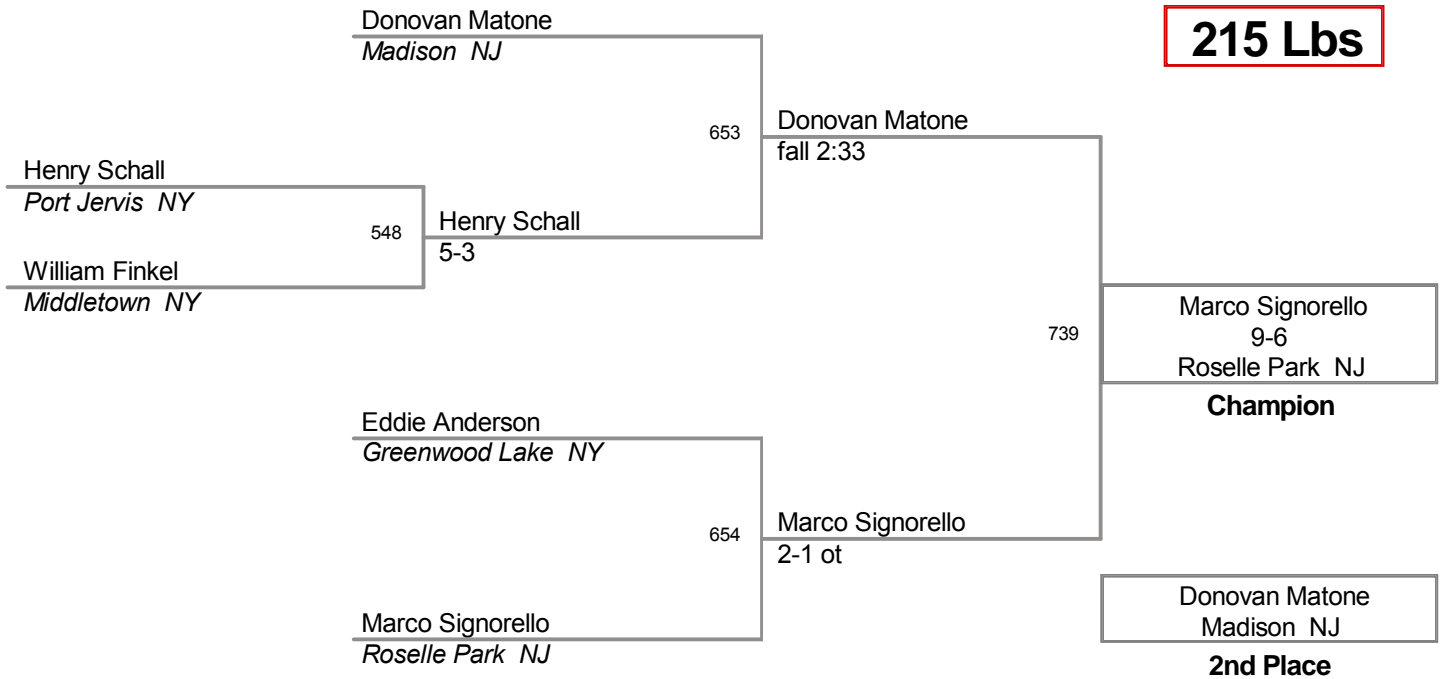 215 Lbs
Donovan Matone
Madison NJ
653
Donovan Matone
fall 2:33
Henry Schall
Port Jervis NY
548
Henry Schall
5-3
William Finkel
Middletown NY
739
Marco Signorello
9-6
Roselle Park NJ
Champion
Eddie Anderson
Greenwood Lake NY
654
Marco Signorello
2-1 ot
Marco Signorello
Roselle Park NJ
Donovan Matone
Madison NJ
2nd Place